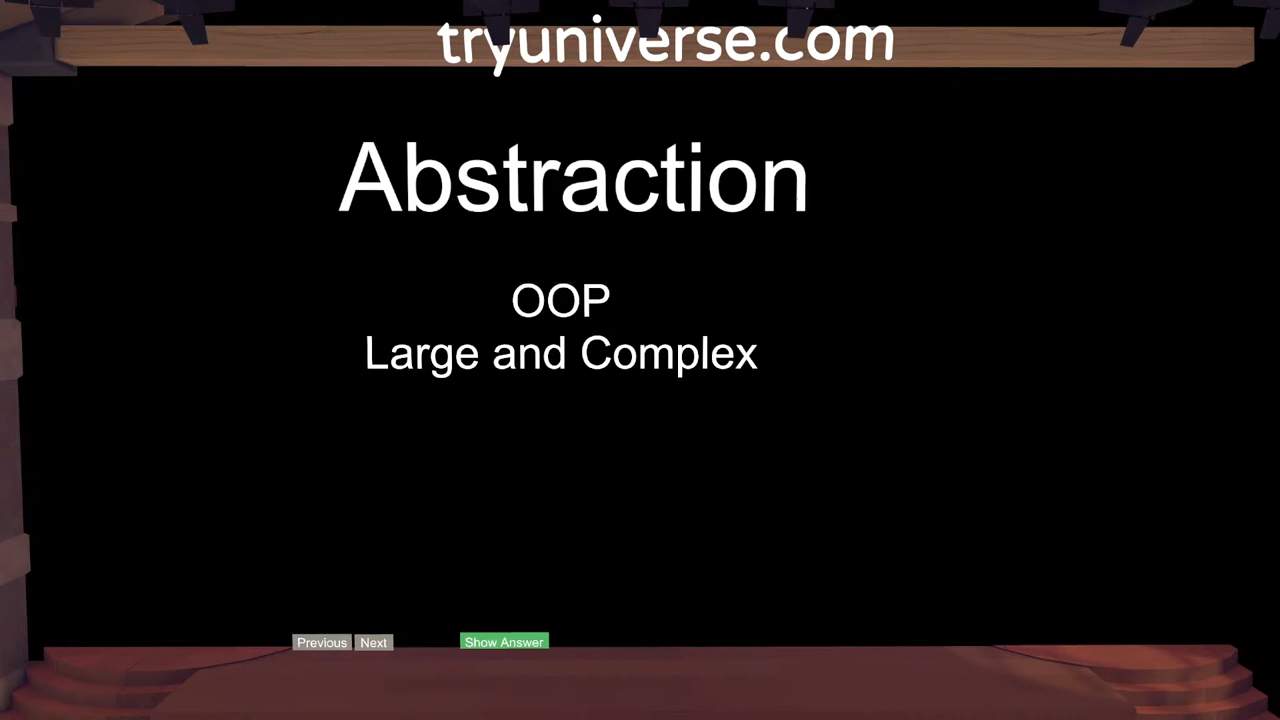 tryuniverse.com
Abstraction
OOP
Large and Complex
Previous Next Show Answer